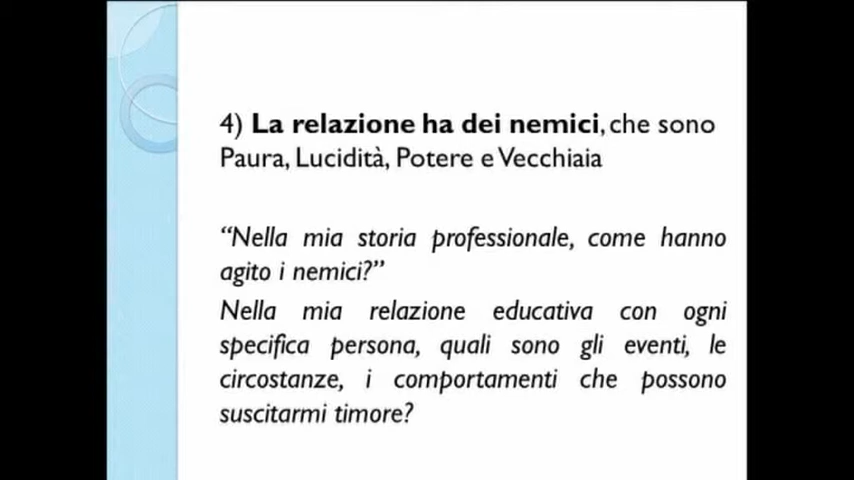 4) La relazione ha dei nemici, che sono
Paura, Lucidità, Potere e Vecchiaia
“Nella mia storia professionale, come hanno
agito i nemici?”
Nella mia relazione educativa con ogni
specifica persona, quali sono gli eventi, le
circostanze, i comportamenti che possono
suscitarmi timore?